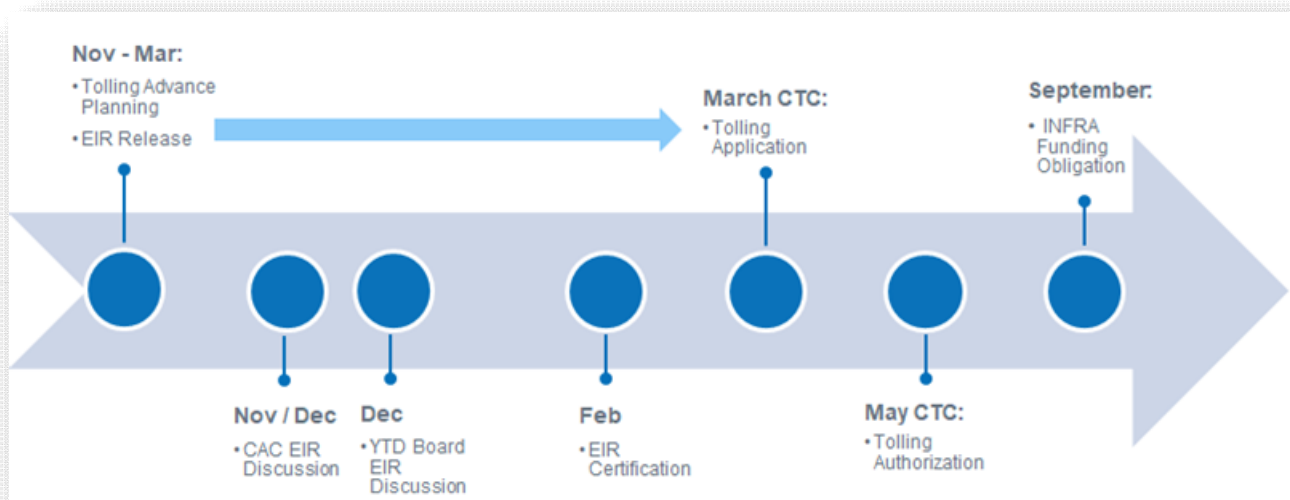 Nov - Mar:
• Tolling Advance
Planning
• EIR Release
March CTC:
• Tolling
Application
September:
• INFRA
Funding
Obligation
Nov / Dec
• CAC EIR
Discussion
Dec
• YTD Board
EIR
Discussion
Feb
• EIR
Certification
May CTC:
• Tolling
Authorization